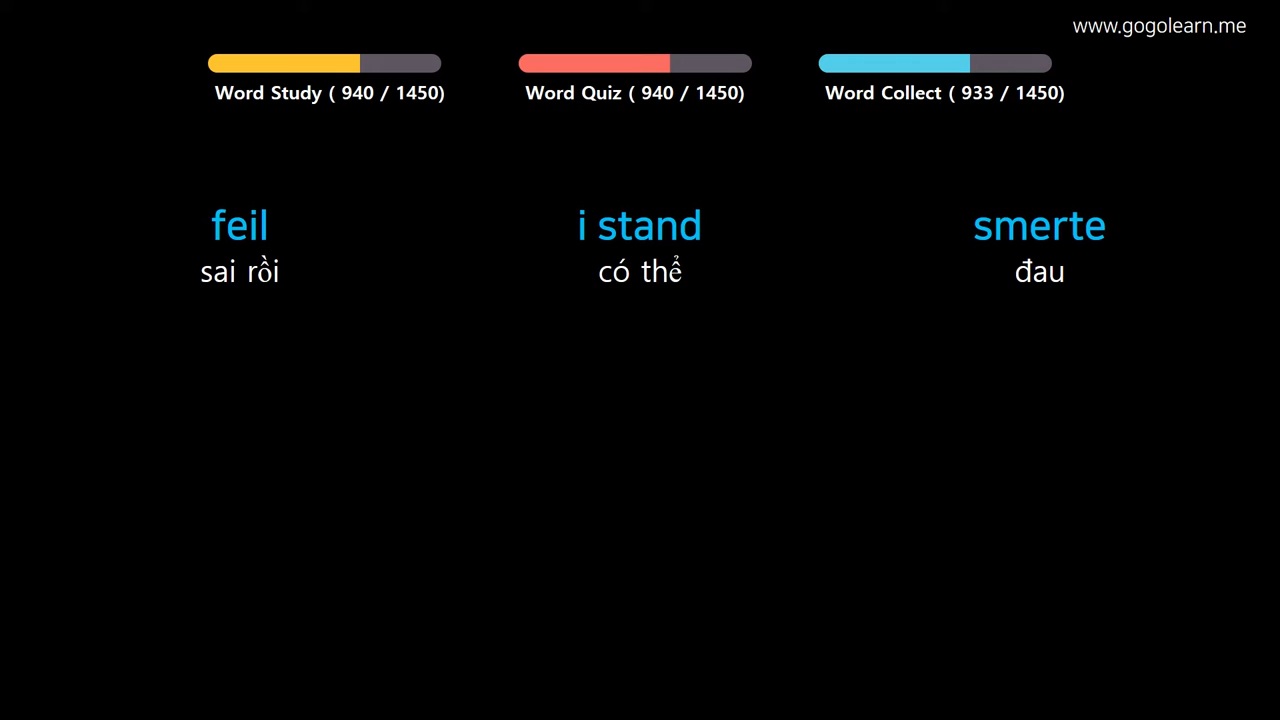 www.gogolearn.me
Word Study ( 940 / 1450)
Word Quiz ( 940 / 1450)
Word Collect ( 933 / 1450)
feil
sai rồi
i stand
có thể
smerte
đau